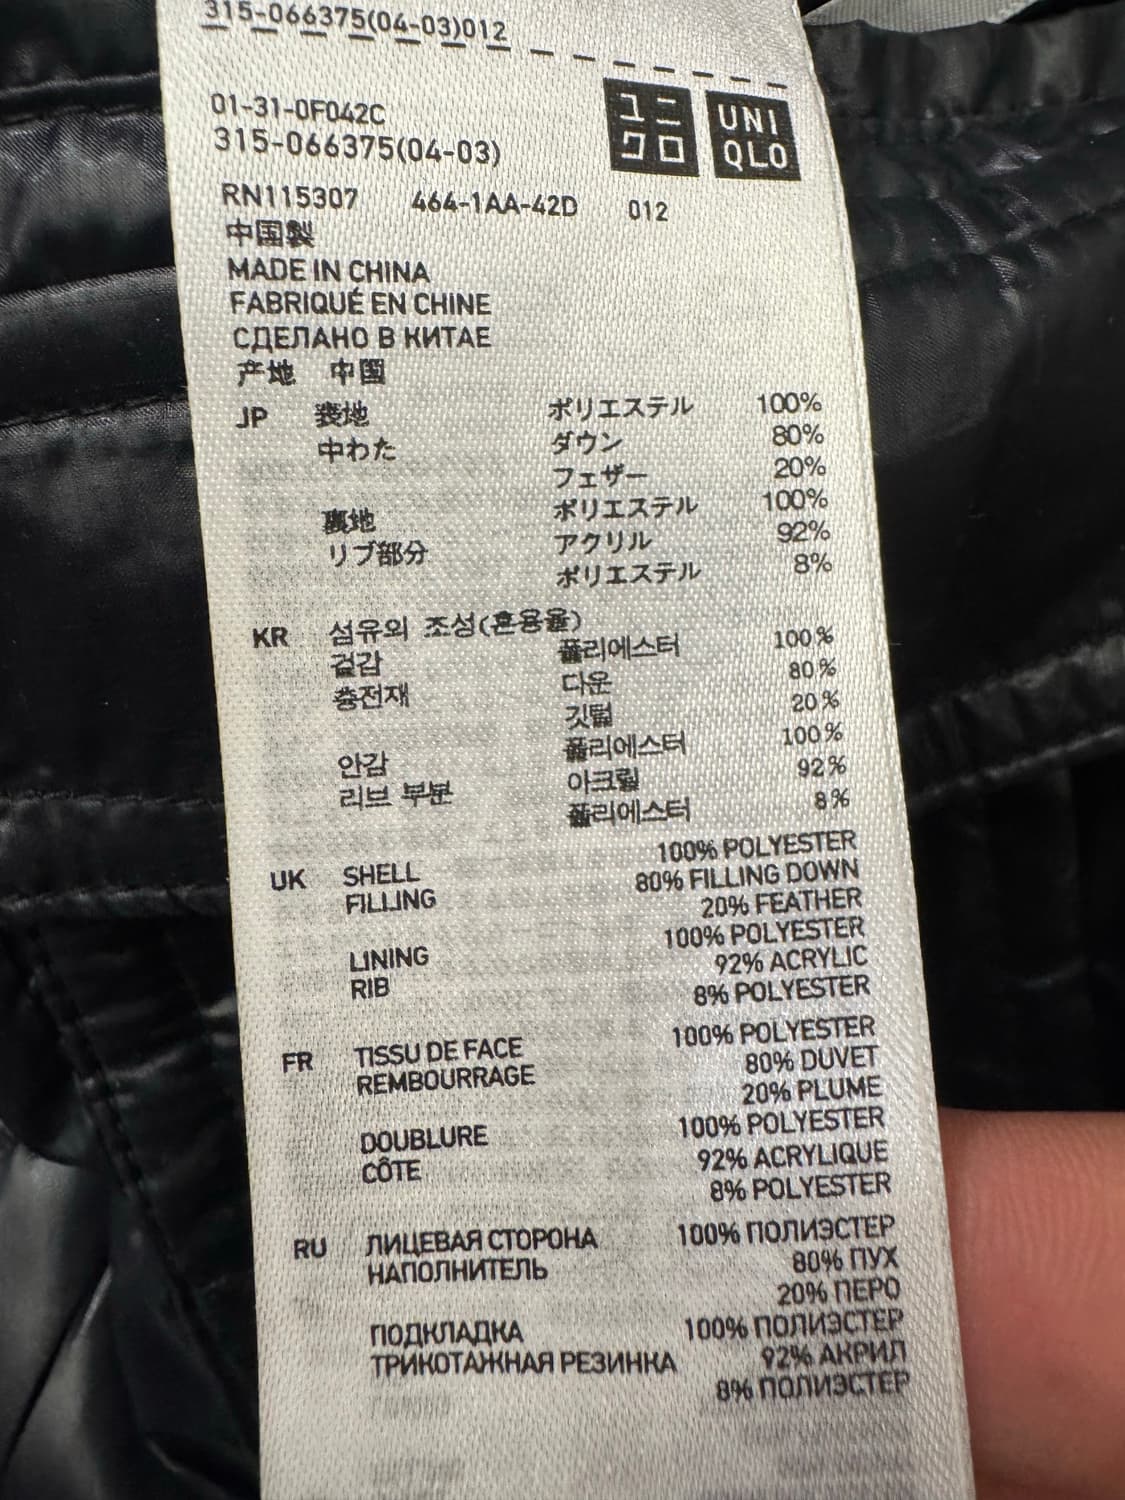 315-066375(04-03)012
01-31-0F042C
ユニクロ UNIQLO
315-066375(04-03)
RN115307 464-1AA-42D 012
中国製
MADE IN CHINA
FABRIQUÉ EN CHINE
СДЕЛАНО В КИТАЕ
产地 中国
JP 表地 ポリエステル 100%
中わた ダウン 80%
フェザー 20%
裏地 ポリエステル 100%
リブ部分 アクリル 92%
ポリエステル 8%
KR 섬유의 조성(혼용율)
겉감 폴리에스터 100%
충전재 다운 80%
깃털 20%
안감 폴리에스터 100%
리브 부분 아크릴 92%
폴리에스터 8%
UK SHELL 100% POLYESTER
FILLING 80% FILLING DOWN
20% FEATHER
LINING 100% POLYESTER
RIB 92% ACRYLIC
8% POLYESTER
FR TISSU DE FACE 100% POLYESTER
REMBOURRAGE 80% DUVET
20% PLUME
DOUBLURE 100% POLYESTER
CÔTE 92% ACRYLIQUE
8% POLYESTER
RU ЛИЦЕВАЯ СТОРОНА 100% ПОЛИЭСТЕР
НАПОЛНИТЕЛЬ 80% ПУХ
20% ПЕРО
ПОДКЛАДКА 100% ПОЛИЭСТЕР
ТРИКОТАЖНАЯ РЕЗИНКА 92% АКРИЛ
8% ПОЛИЭСТЕР